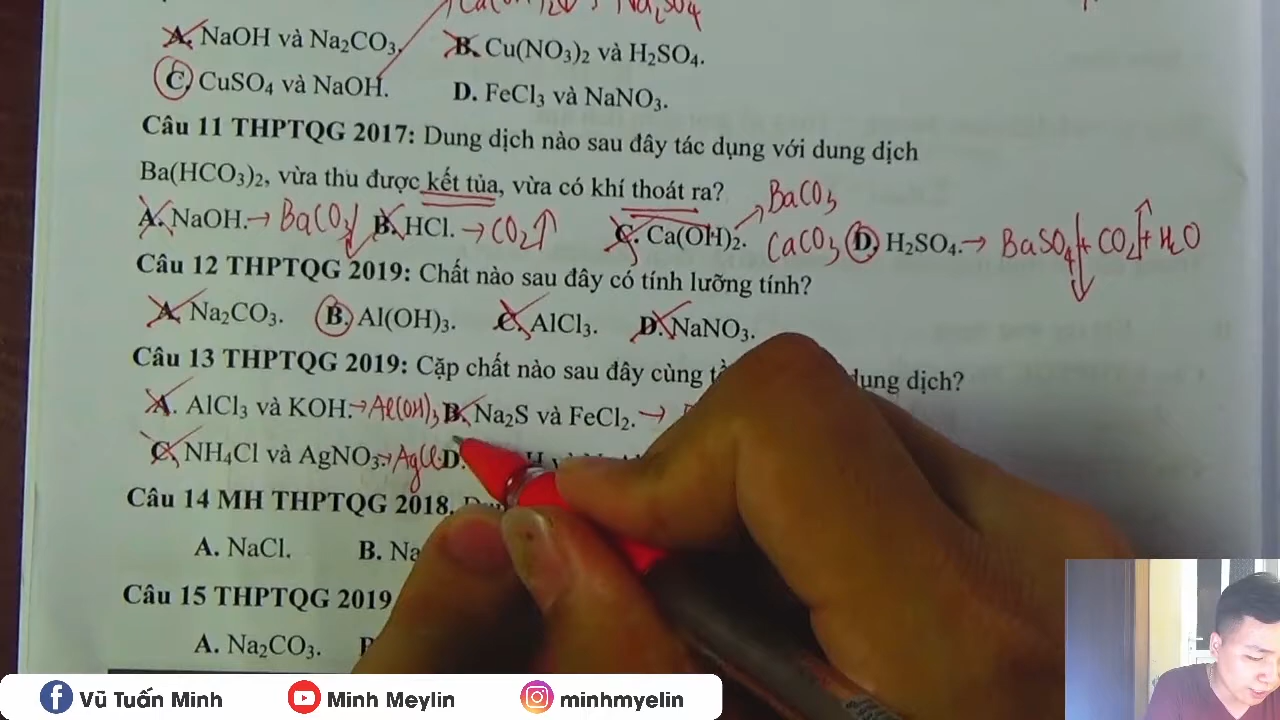 Ca(OH)₂↓ + Na₂SO₄
A. NaOH và Na₂CO₃. B. Cu(NO₃)₂ và H₂SO₄.
C. CuSO₄ và NaOH. D. FeCl₃ và NaNO₃.
Câu 11 THPTQG 2017: Dung dịch nào sau đây tác dụng với dung dịch
Ba(HCO₃)₂, vừa thu được kết tủa, vừa có khí thoát ra? BaCO₃
A. NaOH. → BaCO₃↓ B. HCl. → CO₂↑ C. Ca(OH)₂. CaCO₃ D. H₂SO₄. → BaSO₄↓ + CO₂↑ + H₂O
Câu 12 THPTQG 2019: Chất nào sau đây có tính lưỡng tính?
A. Na₂CO₃. B. Al(OH)₃. C. AlCl₃. D. NaNO₃.
Câu 13 THPTQG 2019: Cặp chất nào sau đây cùng dung dịch?
A. AlCl₃ và KOH. → Al(OH)₃ B. Na₂S và FeCl₂. →
C. NH₄Cl và AgNO₃. → AgCl D.
Câu 14 MH THPTQG 2018.
A. NaCl. B. Na
Câu 15 THPTQG 2019
A. Na₂CO₃.
Vũ Tuấn Minh Minh Meylin minhmyelin